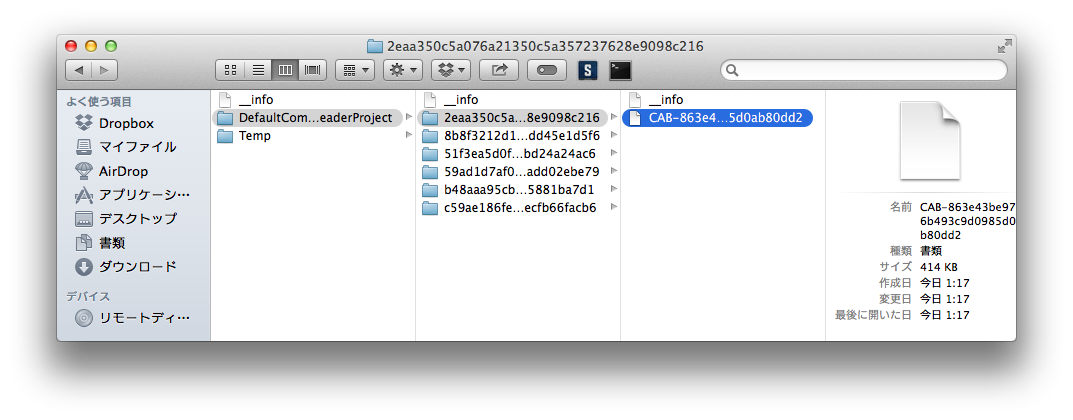 2eaa350c5a076a21350c5a357237628e9098c216
よく使う項目
Dropbox
マイファイル
AirDrop
アプリケーシ…
デスクトップ
書類
ダウンロード
デバイス
リモートディ…
__info
DefaultCom...eaderProject
Temp
__info
2eaa350c5a...8e9098c216
8b8f3212d1...dd45e1d5f6
51f3ea5d0f...bd24a24ac6
59ad1d7af0...add02ebe79
b48aaa95cb...5881ba7d1
c59ae186fe...ecfb66facb6
__info
CAB-863e4...5d0ab80dd2
名前 CAB-863e43be97
6b493c9d0985d0
b80dd2
種類 書類
サイズ 414 KB
作成日 今日 1:17
変更日 今日 1:17
最後に開いた日 今日 1:17